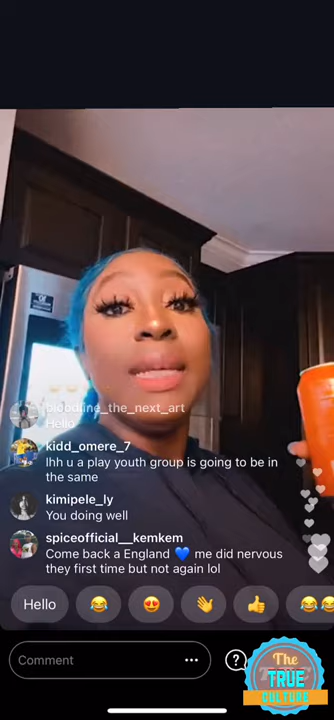 bloodline_the_next_art
Hello
kidd_omere_7
Ihh u a play youth group is going to be in
the same
kimipele_ly
You doing well
spiceofficial__kemkem
Come back a England 💙 me did nervous
they first time but not again lol
Hello 😂 😍 👋 👍 😂😂
Comment
?
The
TRUE
CULTURE